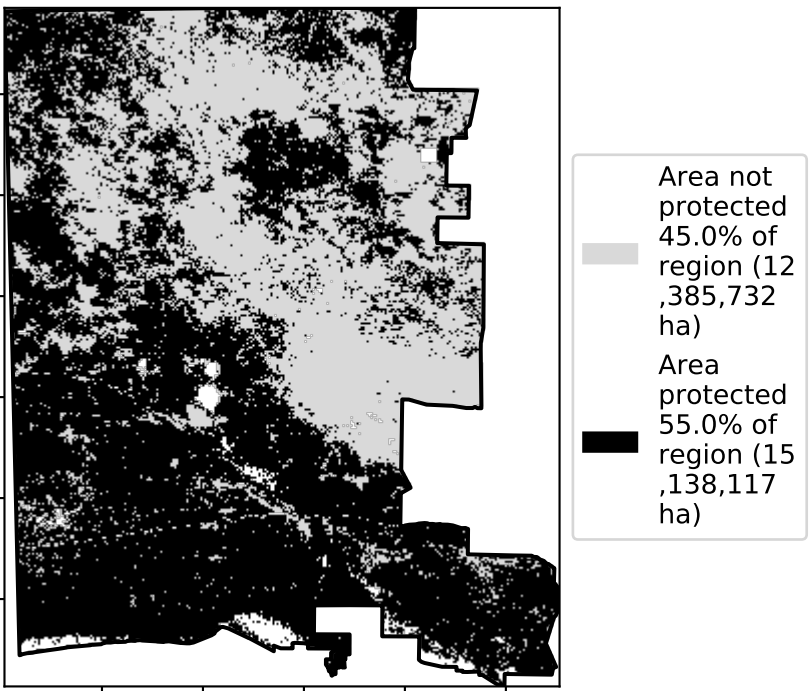 Area not
protected
45.0% of
region (12
,385,732
ha)
Area
protected
55.0% of
region (15
,138,117
ha)